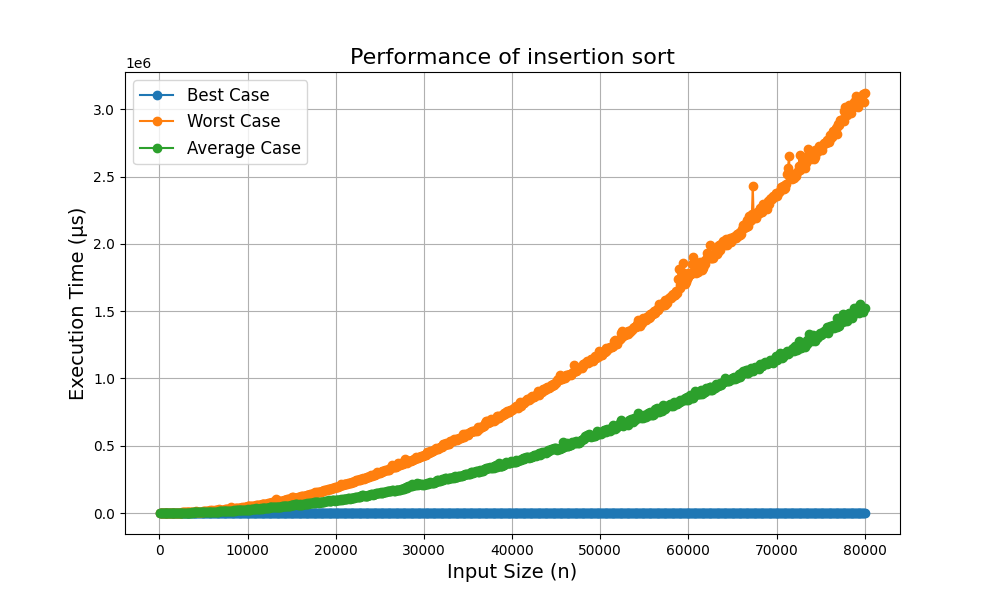 Performance of insertion sort
1e6
Best Case
Worst Case
Average Case
3.0
2.5
2.0
1.5
1.0
0.5
0.0
Execution Time (µs)
0 10000 20000 30000 40000 50000 60000 70000 80000
Input Size (n)